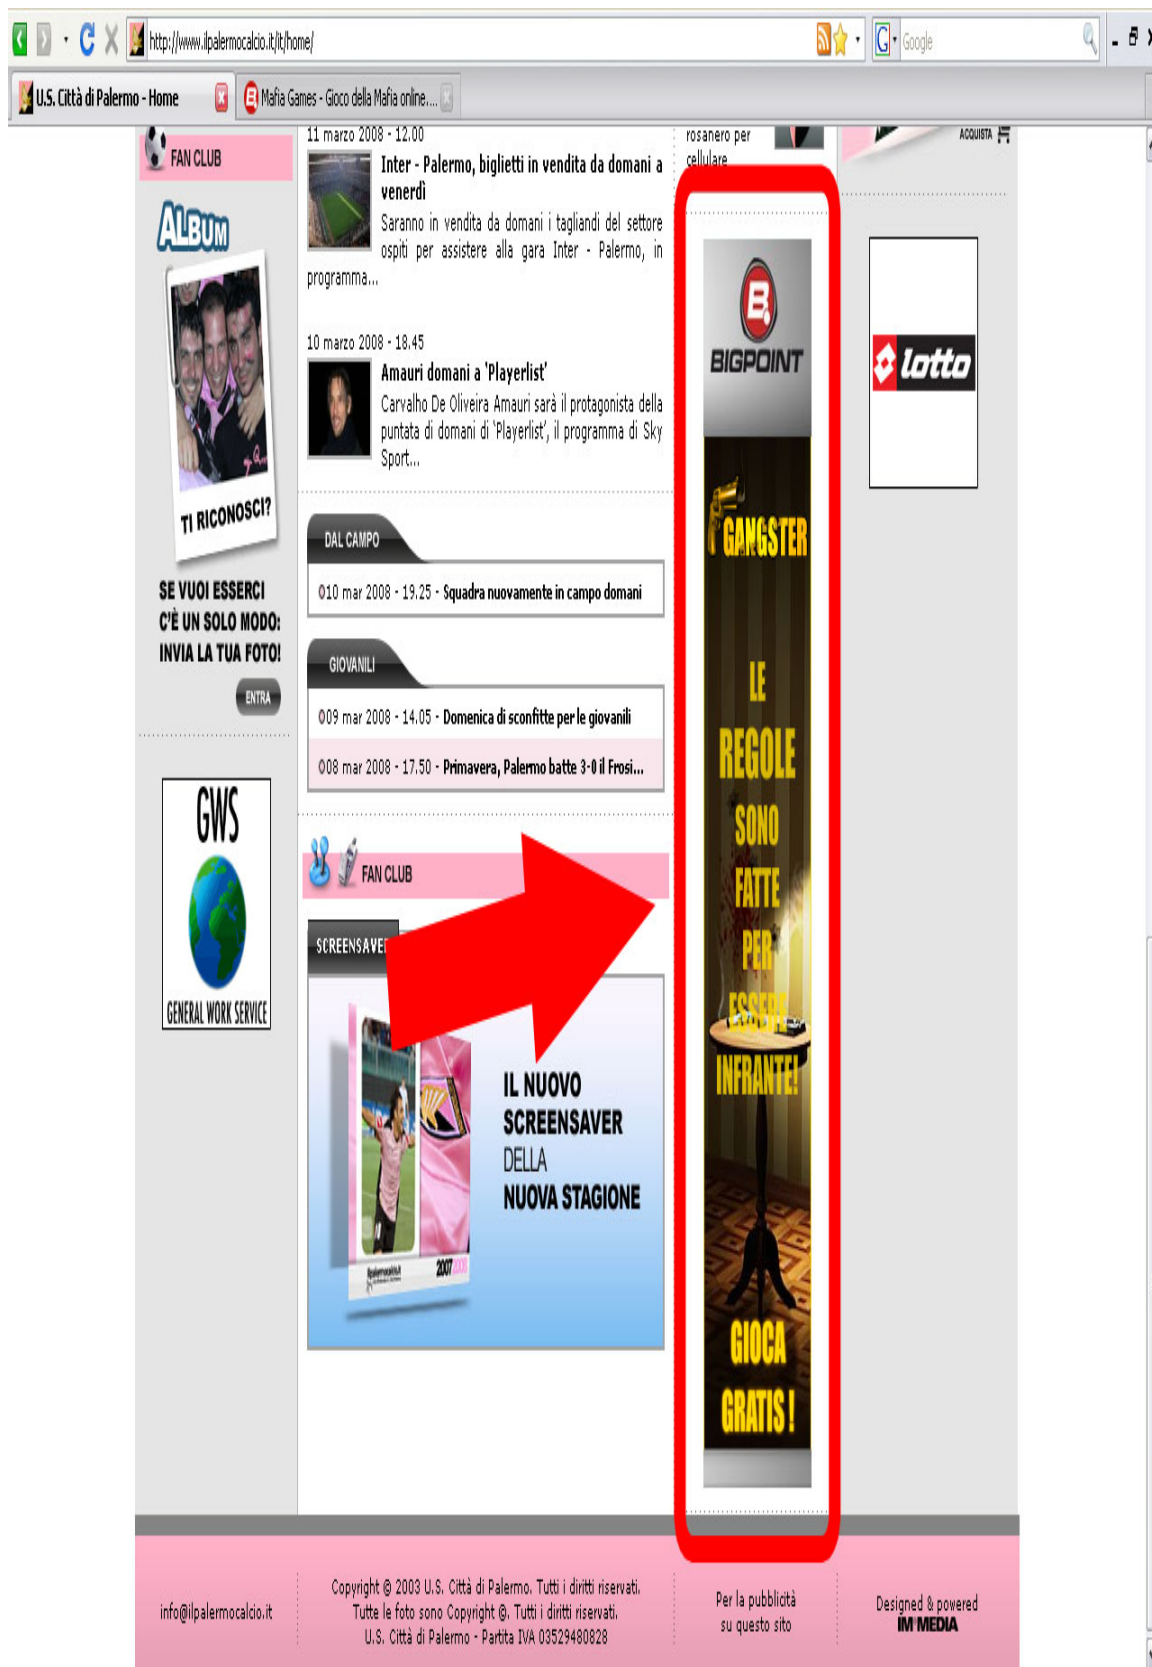 http://www.ilpalermocalcio.it/it/home/
Google
U.S. Città di Palermo - Home
Mafia Games - Gioco della Mafia online....
FAN CLUB
ALBUM
TI RICONOSCI?
SE VUOI ESSERCI
C'È UN SOLO MODO:
INVIA LA TUA FOTO!
ENTRA
GWS
GENERAL WORK SERVICE
11 marzo 2008 - 12.00
Inter - Palermo, biglietti in vendita da domani a
venerdì
Saranno in vendita da domani i tagliandi del settore
ospiti per assistere alla gara Inter - Palermo, in
programma...
10 marzo 2008 - 18.45
Amauri domani a 'Playerlist'
Carvalho De Oliveira Amauri sarà il protagonista della
puntata di domani di 'Playerlist', il programma di Sky
Sport...
DAL CAMPO
10 mar 2008 - 19.25 - Squadra nuovamente in campo domani
GIOVANILI
09 mar 2008 - 14.05 - Domenica di sconfitte per le giovanili
08 mar 2008 - 17.50 - Primavera, Palermo batte 3-0 il Frosi...
FAN CLUB
SCREENSAVER
IL NUOVO
SCREENSAVER
DELLA
NUOVA STAGIONE
ilpalermocalcio.it
2007 2008
rosanero per
cellulare
B.
BIGPOINT
GANGSTER
LE
REGOLE
SONO
FATTE
PER
ESSERE
INFRANTE!
GIOCA
GRATIS !
ACQUISTA
lotto
info@ilpalermocalcio.it
Copyright © 2003 U.S. Città di Palermo. Tutti i diritti riservati.
Tutte le foto sono Copyright ©. Tutti i diritti riservati.
U.S. Città di Palermo - Partita IVA 03529480828
Per la pubblicità
su questo sito
Designed & powered
IM*MEDIA